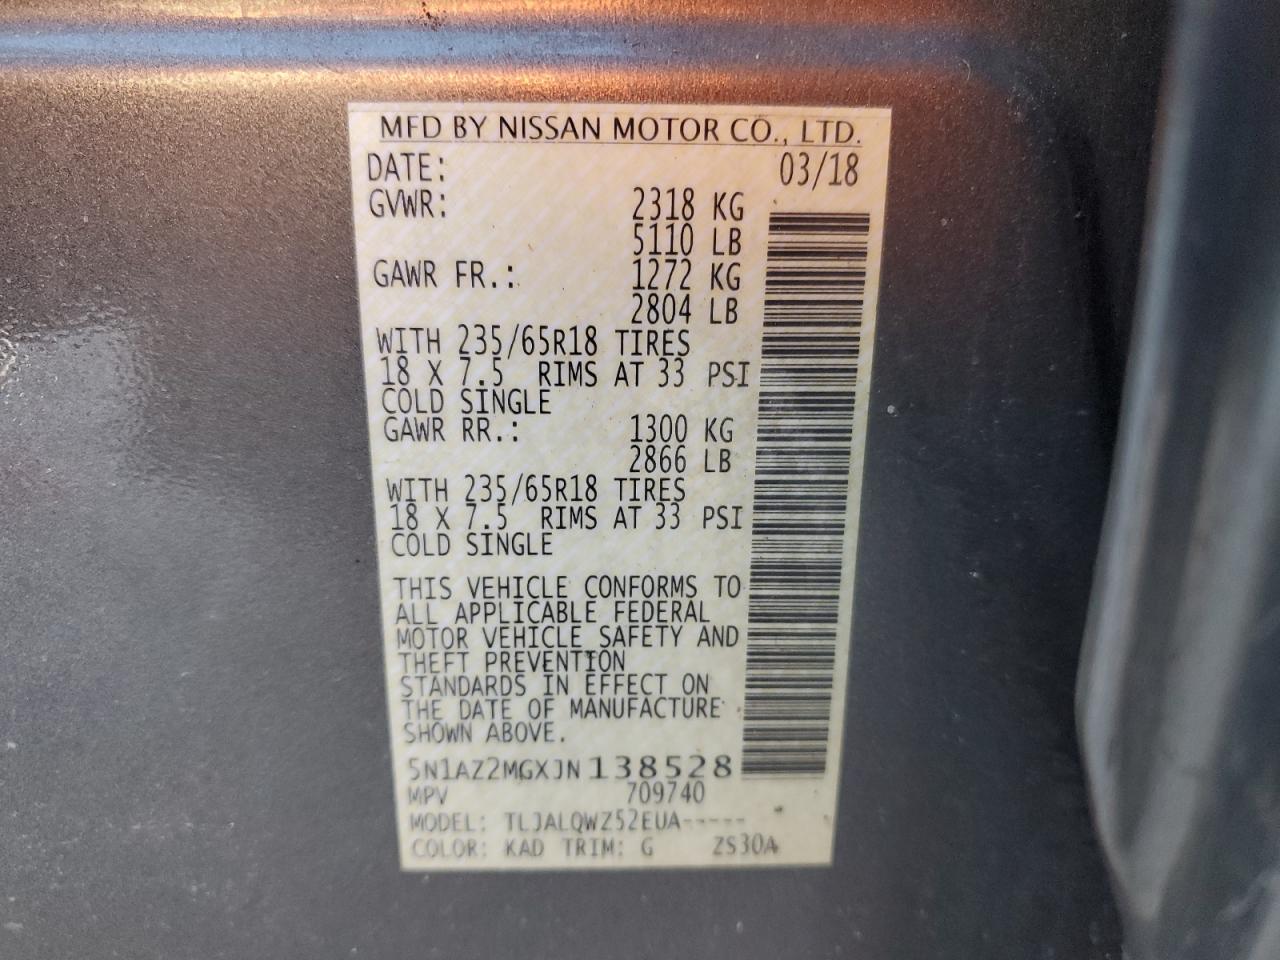 MFD BY NISSAN MOTOR CO., LTD.
DATE: 03/18
GVWR: 2318 KG
5110 LB
GAWR FR.: 1272 KG
2804 LB
WITH 235/65R18 TIRES
18 X 7.5 RIMS AT 33 PSI
COLD SINGLE
GAWR RR.: 1300 KG
2866 LB
WITH 235/65R18 TIRES
18 X 7.5 RIMS AT 33 PSI
COLD SINGLE
THIS VEHICLE CONFORMS TO
ALL APPLICABLE FEDERAL
MOTOR VEHICLE SAFETY AND
THEFT PREVENTION
STANDARDS IN EFFECT ON
THE DATE OF MANUFACTURE
SHOWN ABOVE.
5N1AZ2MGXJN138528
MPV 709740
MODEL: TLJALQWZ52EUA-----
COLOR: KAD TRIM: G ZS30A